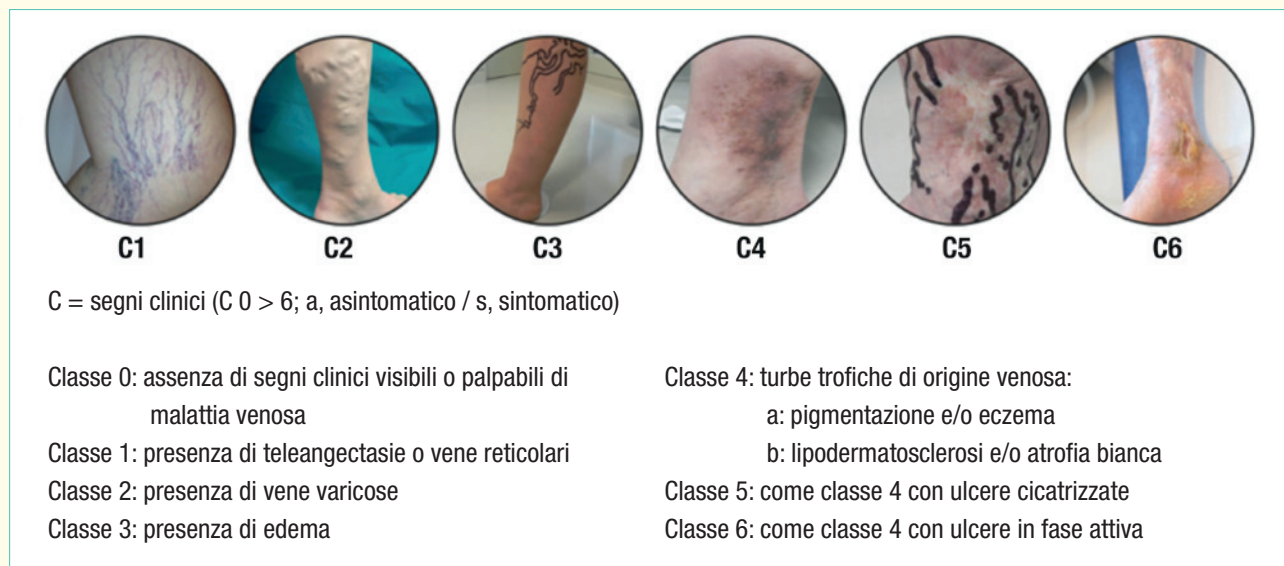 C1 C2 C3 C4 C5 C6
C = segni clinici (C 0 > 6; a, asintomatico / s, sintomatico)
Classe 0: assenza di segni clinici visibili o palpabili di
malattia venosa
Classe 1: presenza di teleangectasie o vene reticolari
Classe 2: presenza di vene varicose
Classe 3: presenza di edema
Classe 4: turbe trofiche di origine venosa:
a: pigmentazione e/o eczema
b: lipodermatosclerosi e/o atrofia bianca
Classe 5: come classe 4 con ulcere cicatrizzate
Classe 6: come classe 4 con ulcere in fase attiva